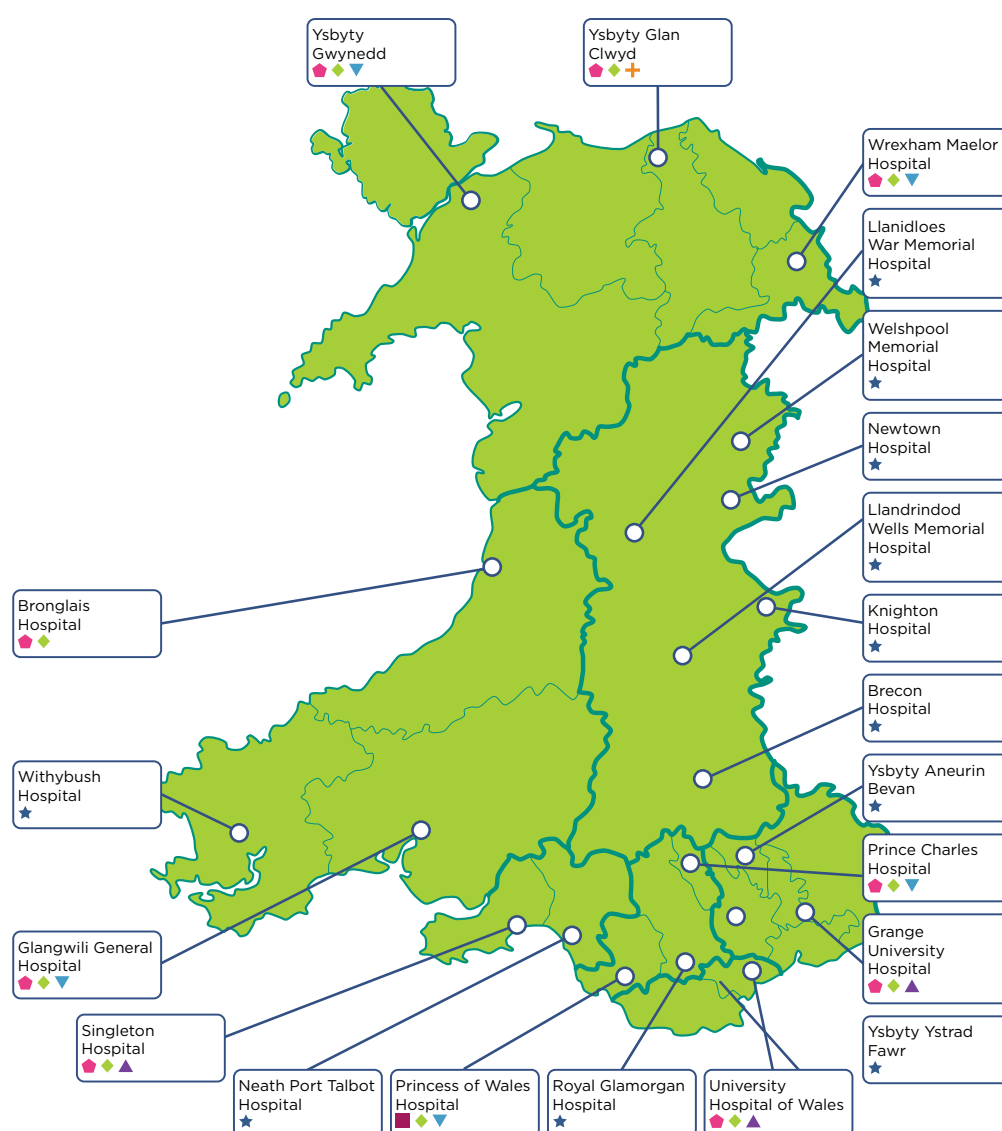 Ysbyty
Gwynedd
Ysbyty Glan
Clwyd
Wrexham Maelor
Hospital
Llanidloes
War Memorial
Hospital
Welshpool
Memorial
Hospital
Newtown
Hospital
Llandrindod
Wells Memorial
Hospital
Bronglais
Hospital
Knighton
Hospital
Brecon
Hospital
Withybush
Hospital
Ysbyty Aneurin
Bevan
Prince Charles
Hospital
Glangwili General
Hospital
Grange
University
Hospital
Singleton
Hospital
Ysbyty Ystrad
Fawr
Neath Port Talbot
Hospital
Princess of Wales
Hospital
Royal Glamorgan
Hospital
University
Hospital of Wales